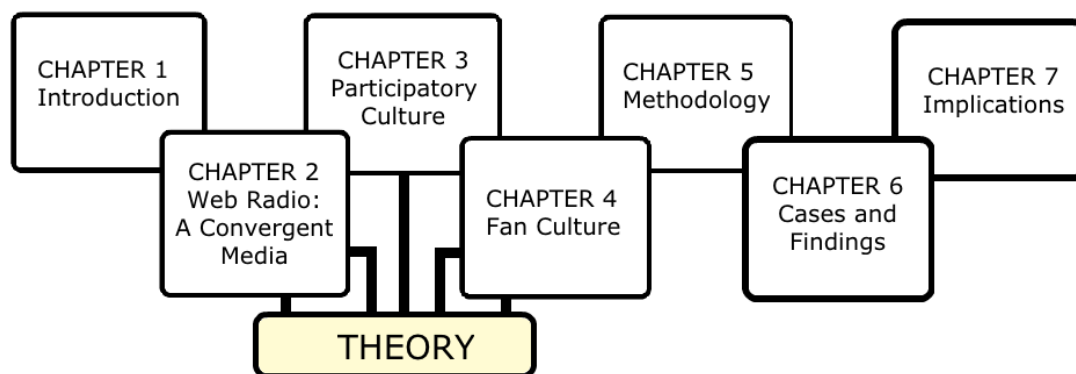 CHAPTER 1
Introduction
CHAPTER 2
Web Radio:
A Convergent
Media
CHAPTER 3
Participatory
Culture
CHAPTER 4
Fan Culture
CHAPTER 5
Methodology
CHAPTER 6
Cases and
Findings
CHAPTER 7
Implications
THEORY